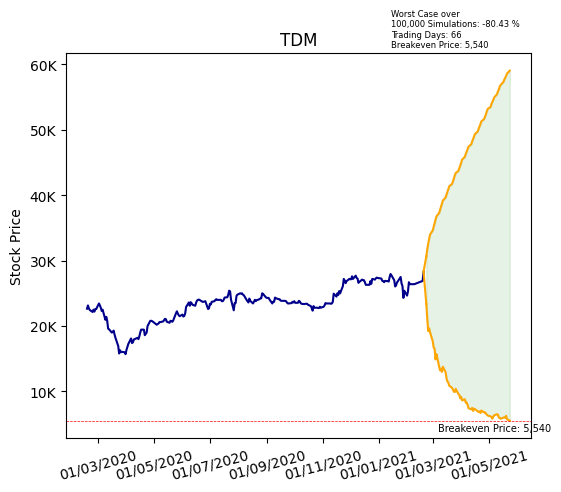 Worst Case over
100,000 Simulations: -80.43 %
Trading Days: 66
Breakeven Price: 5,540
TDM
60K
50K
40K
30K
20K
10K
Stock Price
Breakeven Price: 5,540
01/03/2020
01/05/2020
01/07/2020
01/09/2020
01/11/2020
01/01/2021
01/03/2021
01/05/2021